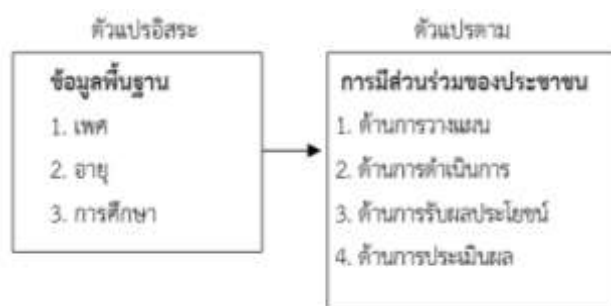 ตัวแปรอิสระ
ข้อมูลพื้นฐาน
1. เพศ
2. อายุ
3. การศึกษา
ตัวแปรตาม
การมีส่วนร่วมของประชาชน
1. ด้านการวางแผน
2. ด้านการดำเนินการ
3. ด้านการรับผลประโยชน์
4. ด้านการประเมินผล